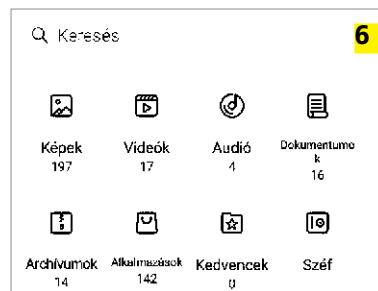 Keresés
6
Képek Videók Audió Dokumentumo
k
197 17 4 16
Archívumok Alkalmazások Kedvencek Széf
14 142 0